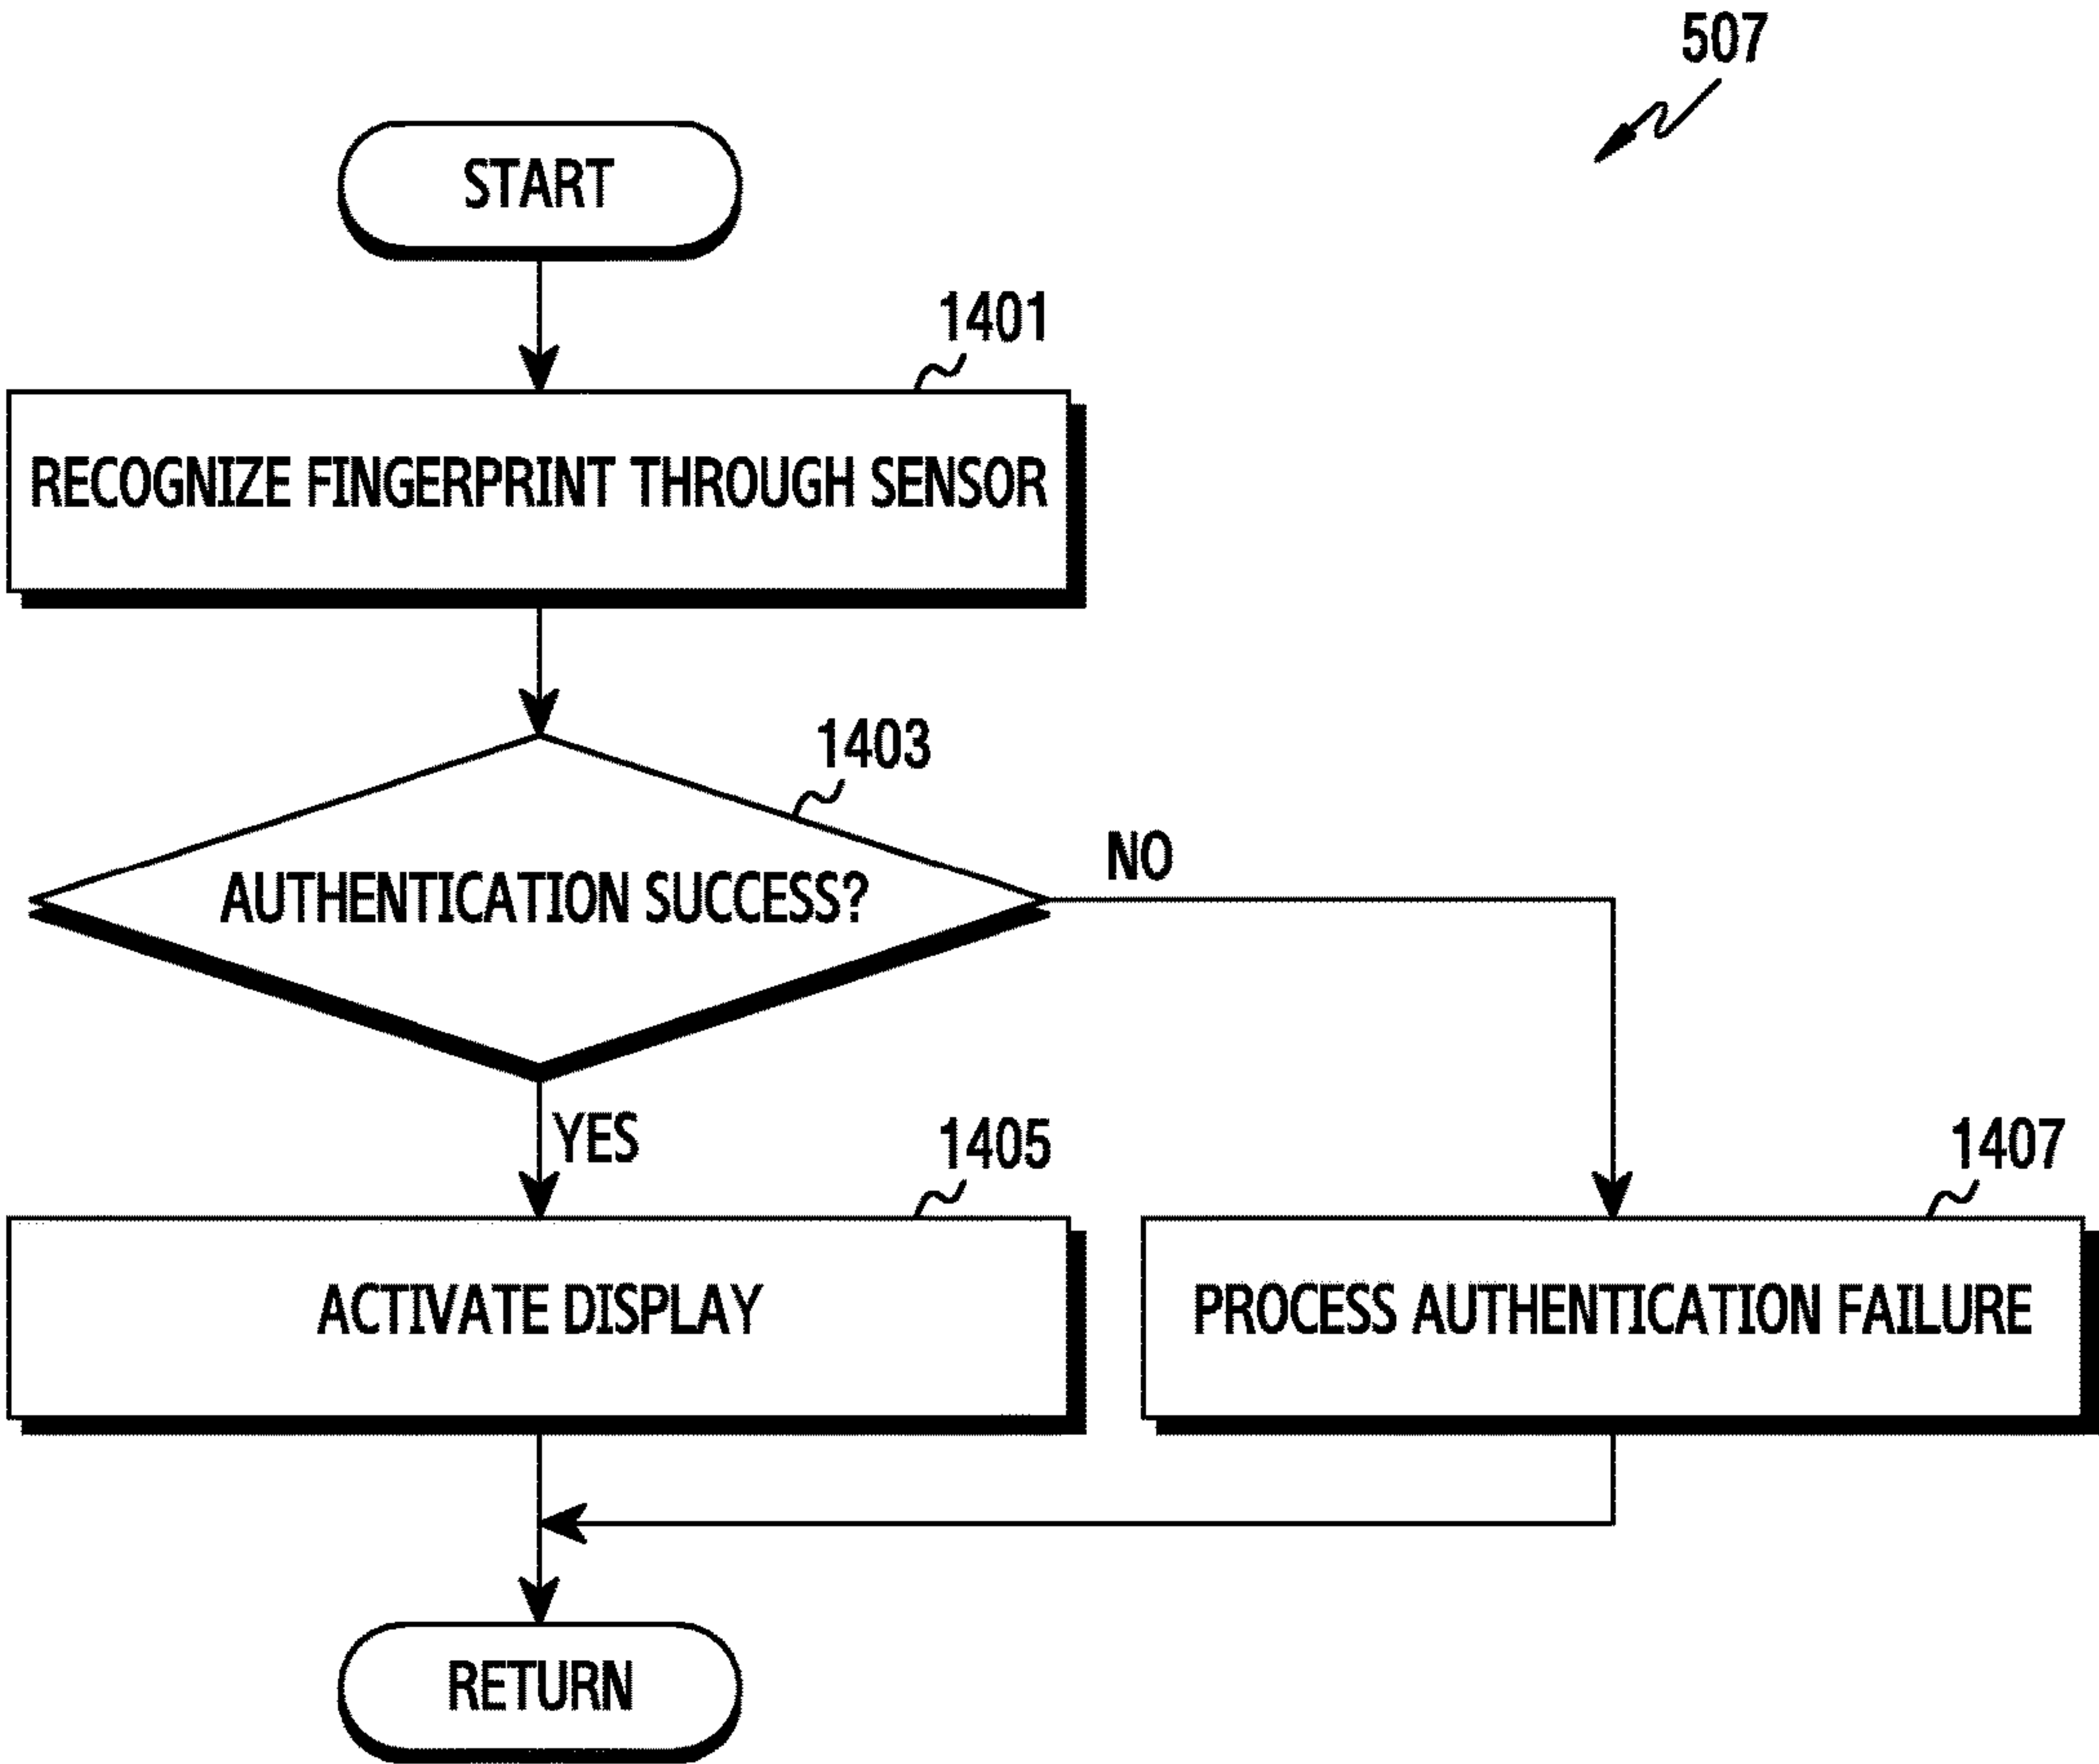 507
START
1401
RECOGNIZE FINGERPRINT THROUGH SENSOR
1403
AUTHENTICATION SUCCESS?
NO
YES
1405
ACTIVATE DISPLAY
1407
PROCESS AUTHENTICATION FAILURE
RETURN